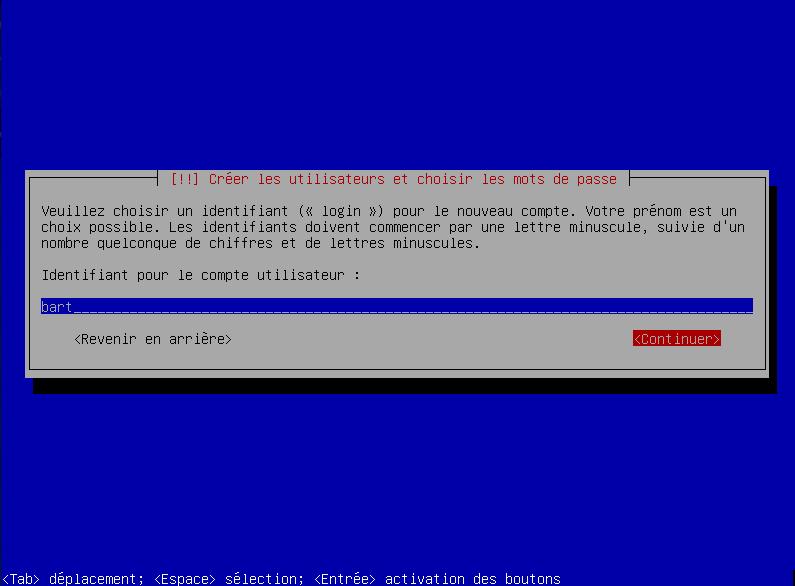 [!!] Créer les utilisateurs et choisir les mots de passe
Veuillez choisir un identifiant (« login ») pour le nouveau compte. Votre prénom est un
choix possible. Les identifiants doivent commencer par une lettre minuscule, suivie d'un
nombre quelconque de chiffres et de lettres minuscules.
Identifiant pour le compte utilisateur :
bart
<Revenir en arrière> <Continuer>
<Tab> déplacement; <Espace> sélection; <Entrée> activation des boutons